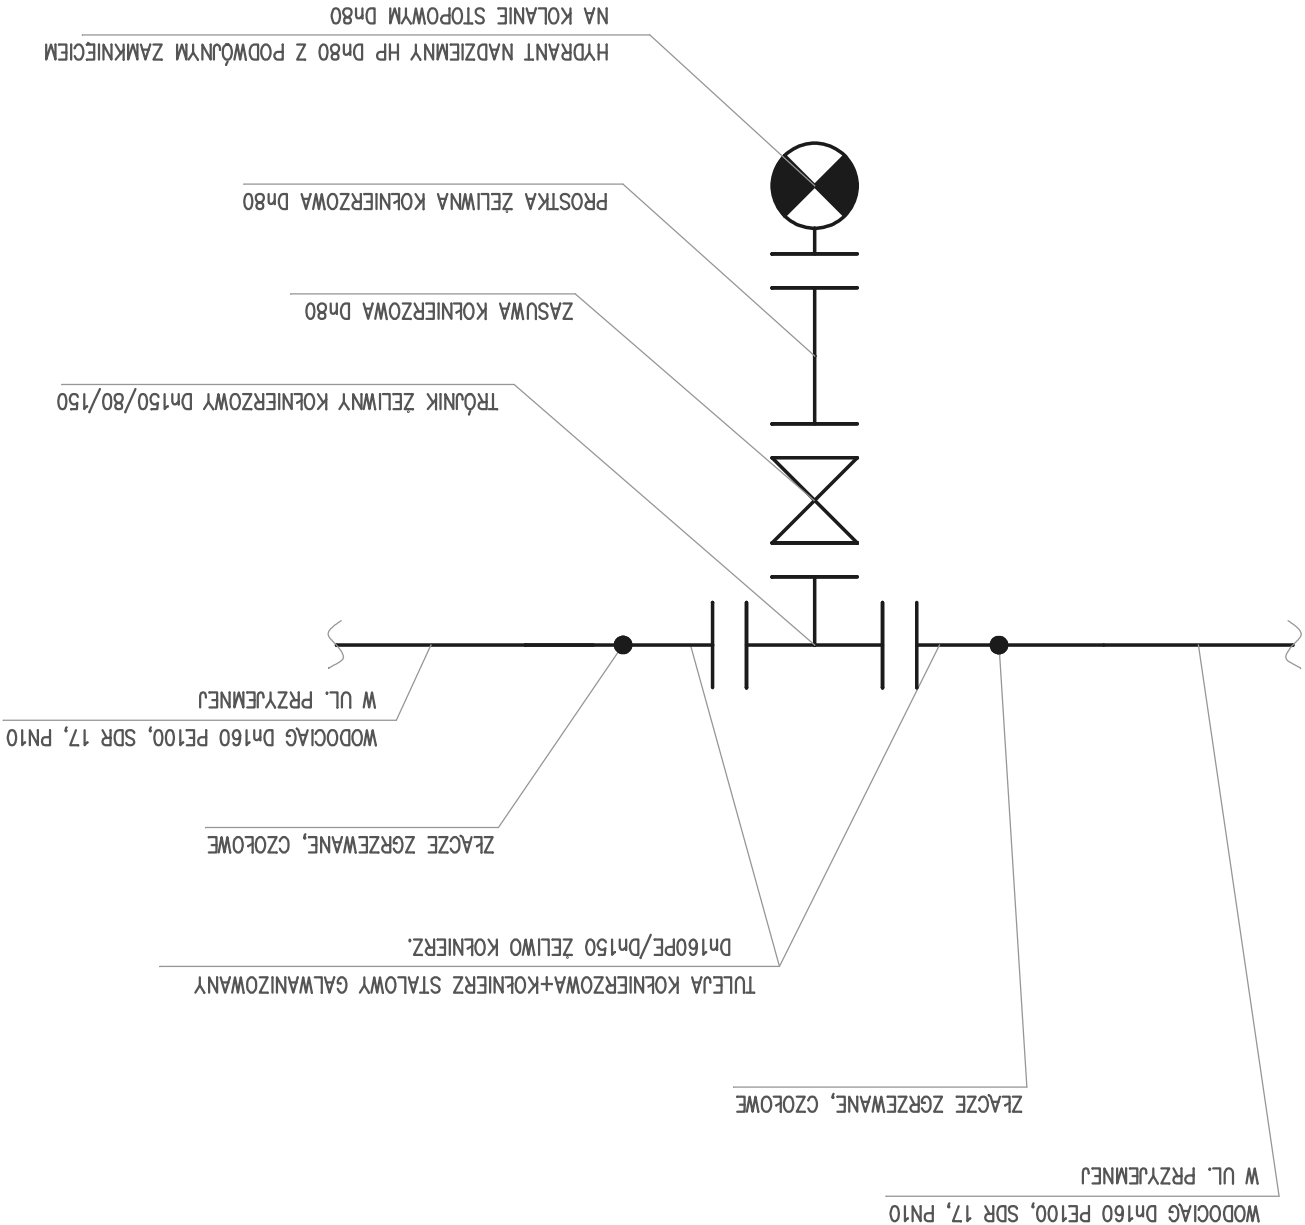 WODOCIĄG Dn160 PE100, SDR 17, PN10
W UL. PRZYJEMNEJ
ZŁĄCZE ZGRZEWANE, CZOŁOWE
TULEJA KOŁNIERZOWA+KOŁNIERZ STALOWY GALWANIZOWANY
Dn160PE/Dn150 ŻELIWO KOŁNIERZ.
ZŁĄCZE ZGRZEWANE, CZOŁOWE
WODOCIĄG Dn160 PE100, SDR 17, PN10
W UL. PRZYJEMNEJ
TRÓJNIK ŻELIWNY KOŁNIERZOWY Dn150/80/150
ZASUWA KOŁNIERZOWA Dn80
PROSTKA ŻELIWNA KOŁNIERZOWA Dn80
HYDRANT NADZIEMNY HP Dn80 Z PODWÓJNYM ZAMKNIĘCIEM
NA KOLANIE STOPOWYM Dn80